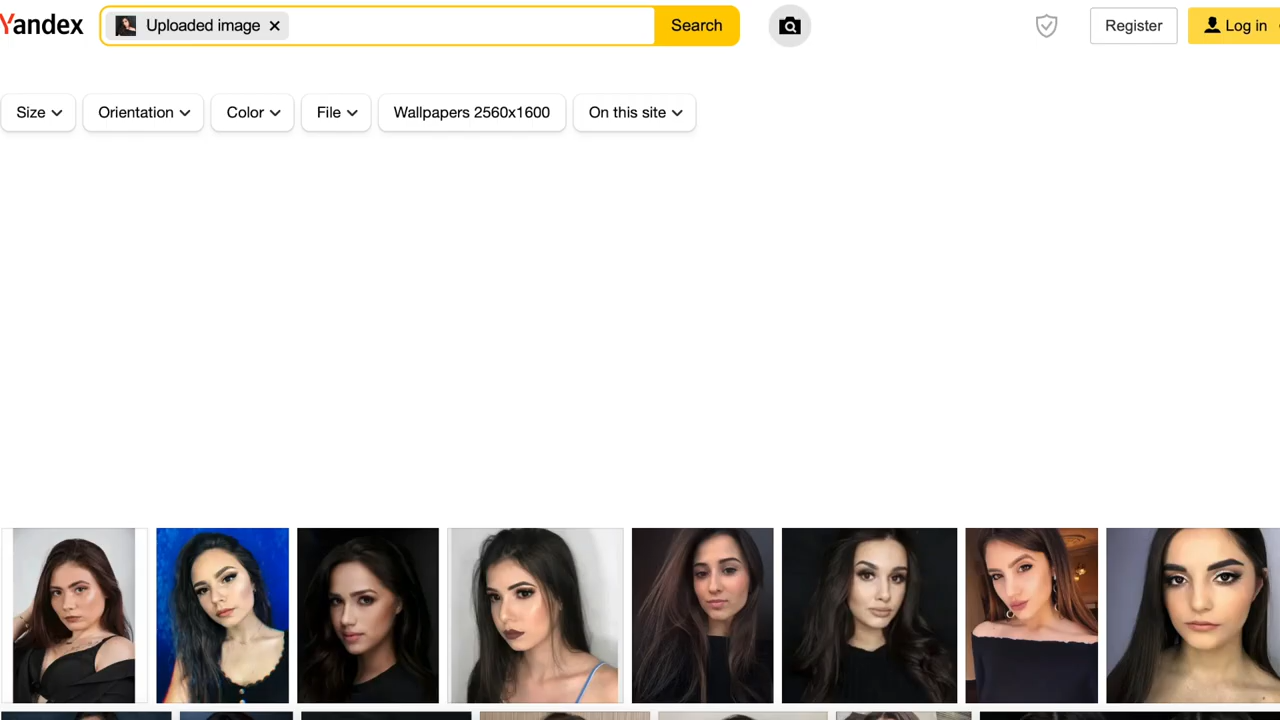 Yandex
Uploaded image ✕
Search
Register
Log in
Size
Orientation
Color
File
Wallpapers 2560x1600
On this site